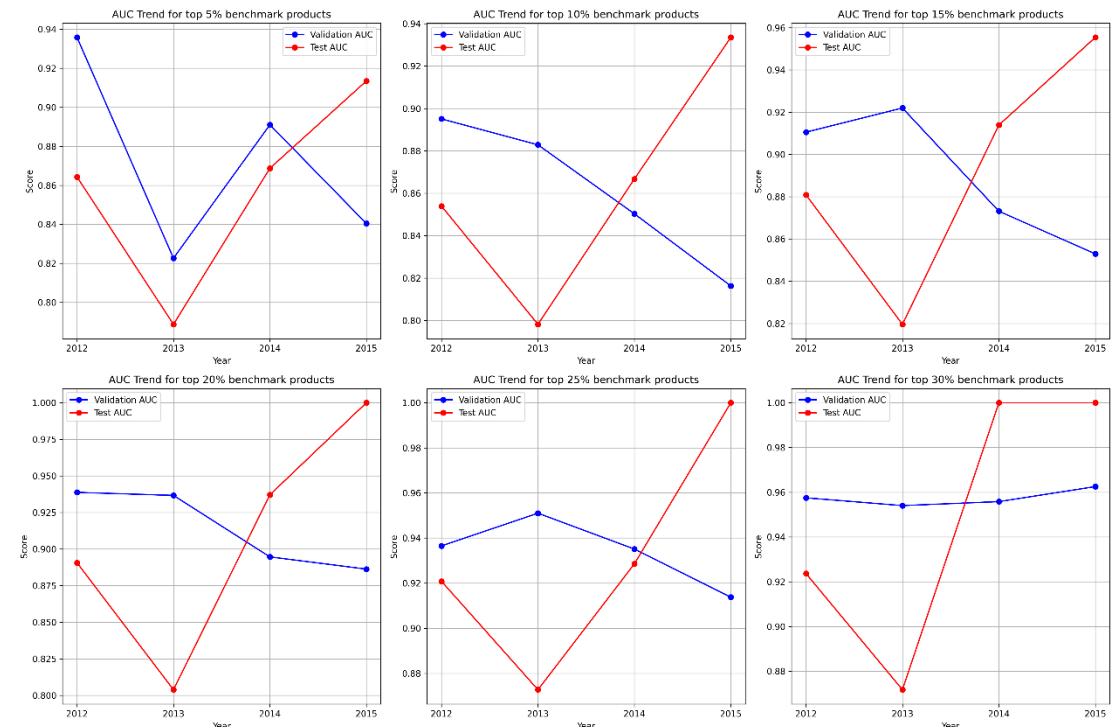 AUC Trend for top 5% benchmark products
Validation AUC
Test AUC
0.94
0.92
0.90
0.88
0.86
0.84
0.82
0.80
Score
2012 2013 2014 2015
Year
AUC Trend for top 10% benchmark products
Validation AUC
Test AUC
0.94
0.92
0.90
0.88
0.86
0.84
0.82
0.80
Score
2012 2013 2014 2015
Year
AUC Trend for top 15% benchmark products
Validation AUC
Test AUC
0.96
0.94
0.92
0.90
0.88
0.86
0.84
0.82
Score
2012 2013 2014 2015
Year
AUC Trend for top 20% benchmark products
Validation AUC
Test AUC
1.000
0.975
0.950
0.925
0.900
0.875
0.850
0.825
0.800
Score
2012 2013 2014 2015
Year
AUC Trend for top 25% benchmark products
Validation AUC
Test AUC
1.00
0.98
0.96
0.94
0.92
0.90
0.88
Score
2012 2013 2014 2015
Year
AUC Trend for top 30% benchmark products
Validation AUC
Test AUC
1.00
0.98
0.96
0.94
0.92
0.90
0.88
Score
2012 2013 2014 2015
Year